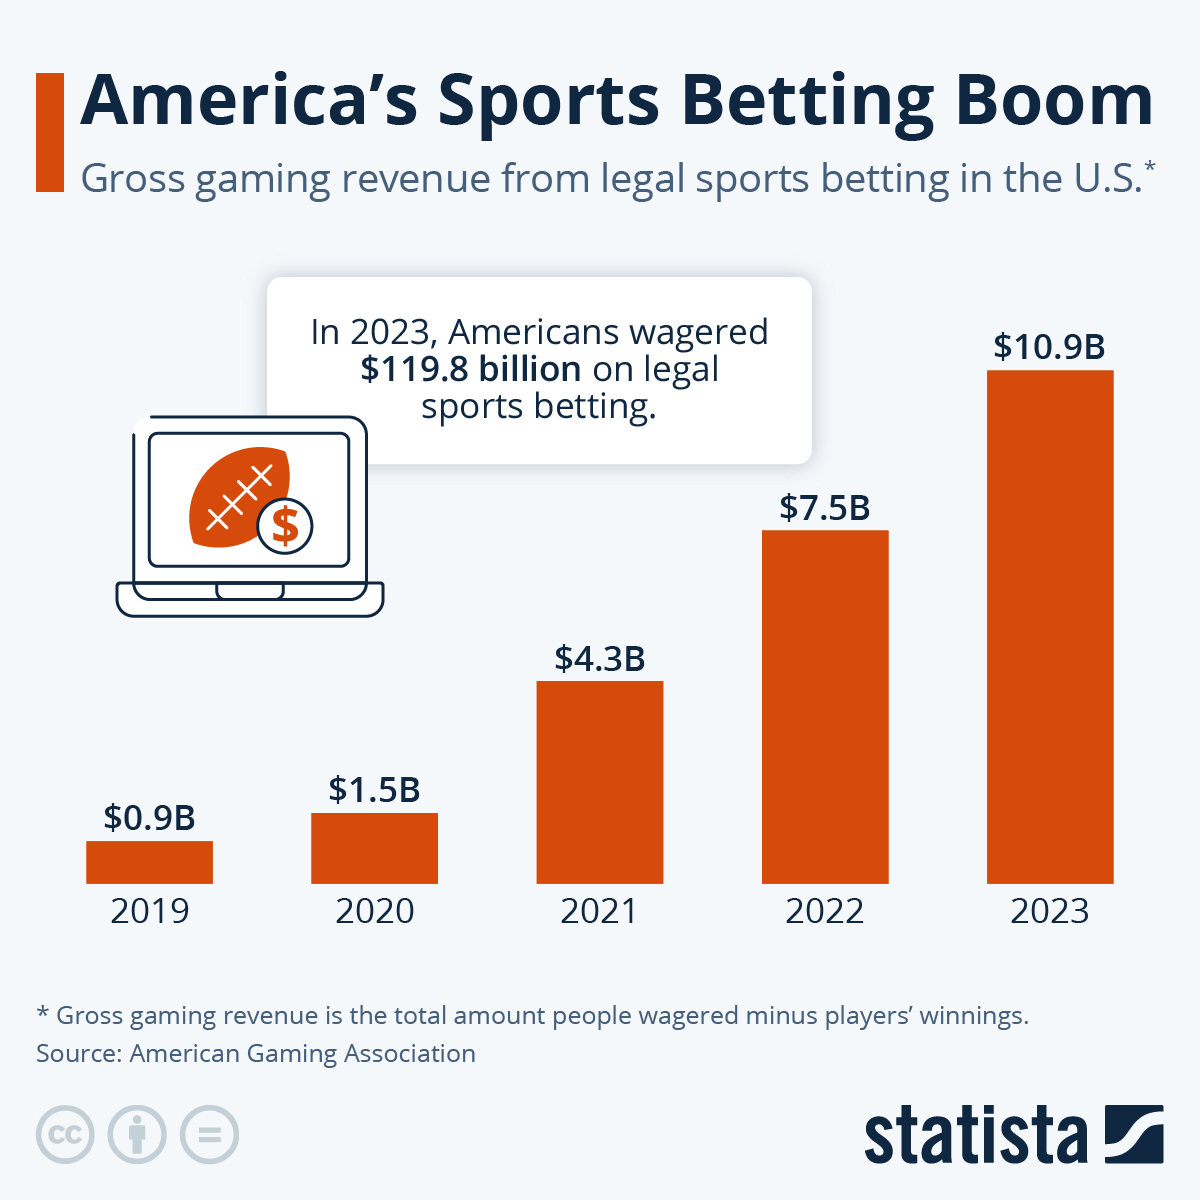 America’s Sports Betting Boom
Gross gaming revenue from legal sports betting in the U.S.*
In 2023, Americans wagered
$119.8 billion on legal
sports betting.
$
$0.9B
$1.5B
$4.3B
$7.5B
$10.9B
2019
2020
2021
2022
2023
* Gross gaming revenue is the total amount people wagered minus players’ winnings.
Source: American Gaming Association
cc
statista